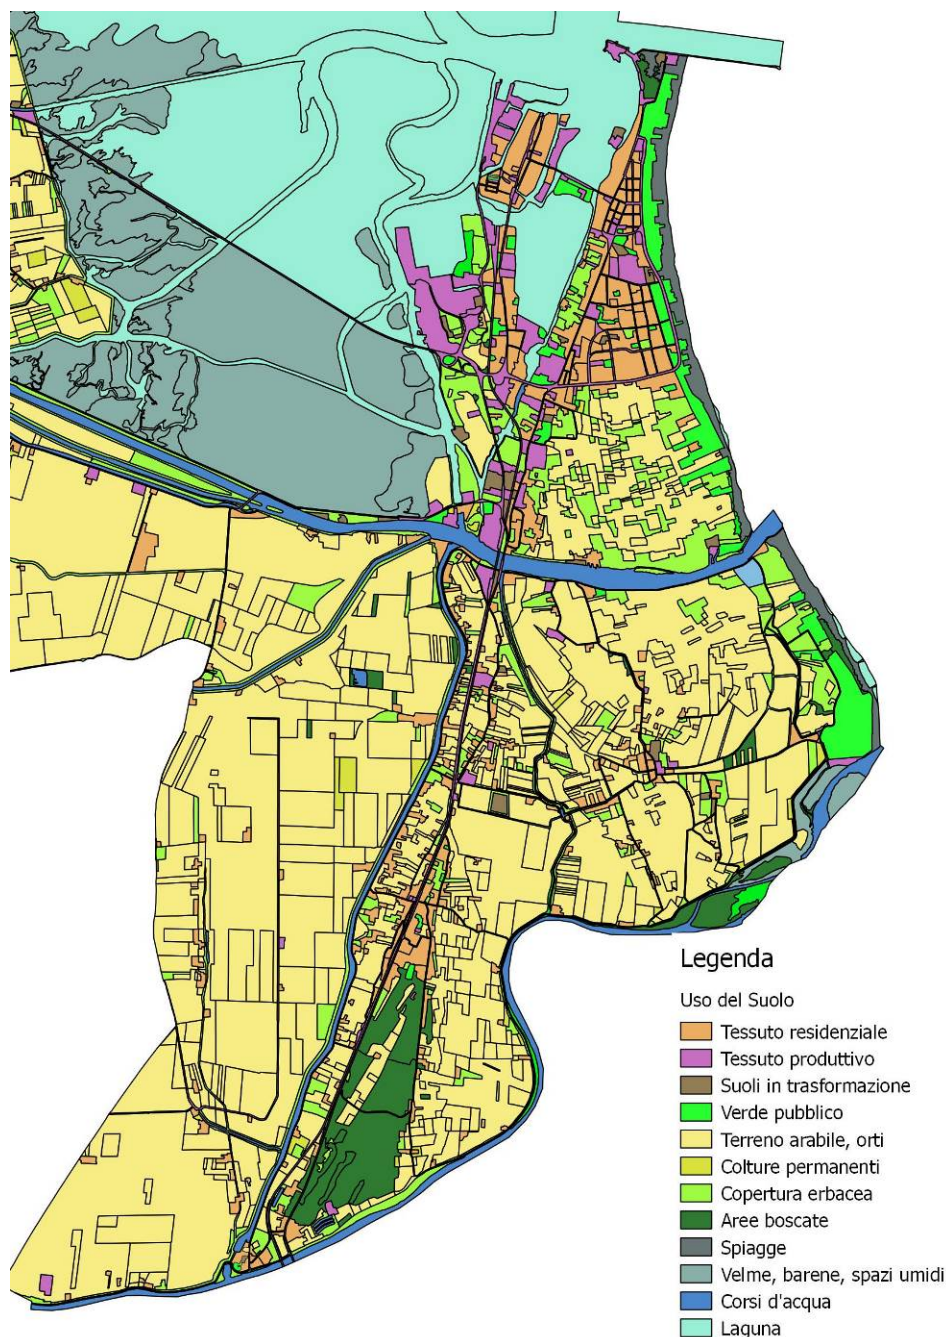 Legenda
Uso del Suolo
Tessuto residenziale
Tessuto produttivo
Suoli in trasformazione
Verde pubblico
Terreno arabile, orti
Colture permanenti
Copertura erbacea
Aree boscate
Spiagge
Velme, barene, spazi umidi
Corsi d'acqua
Laguna